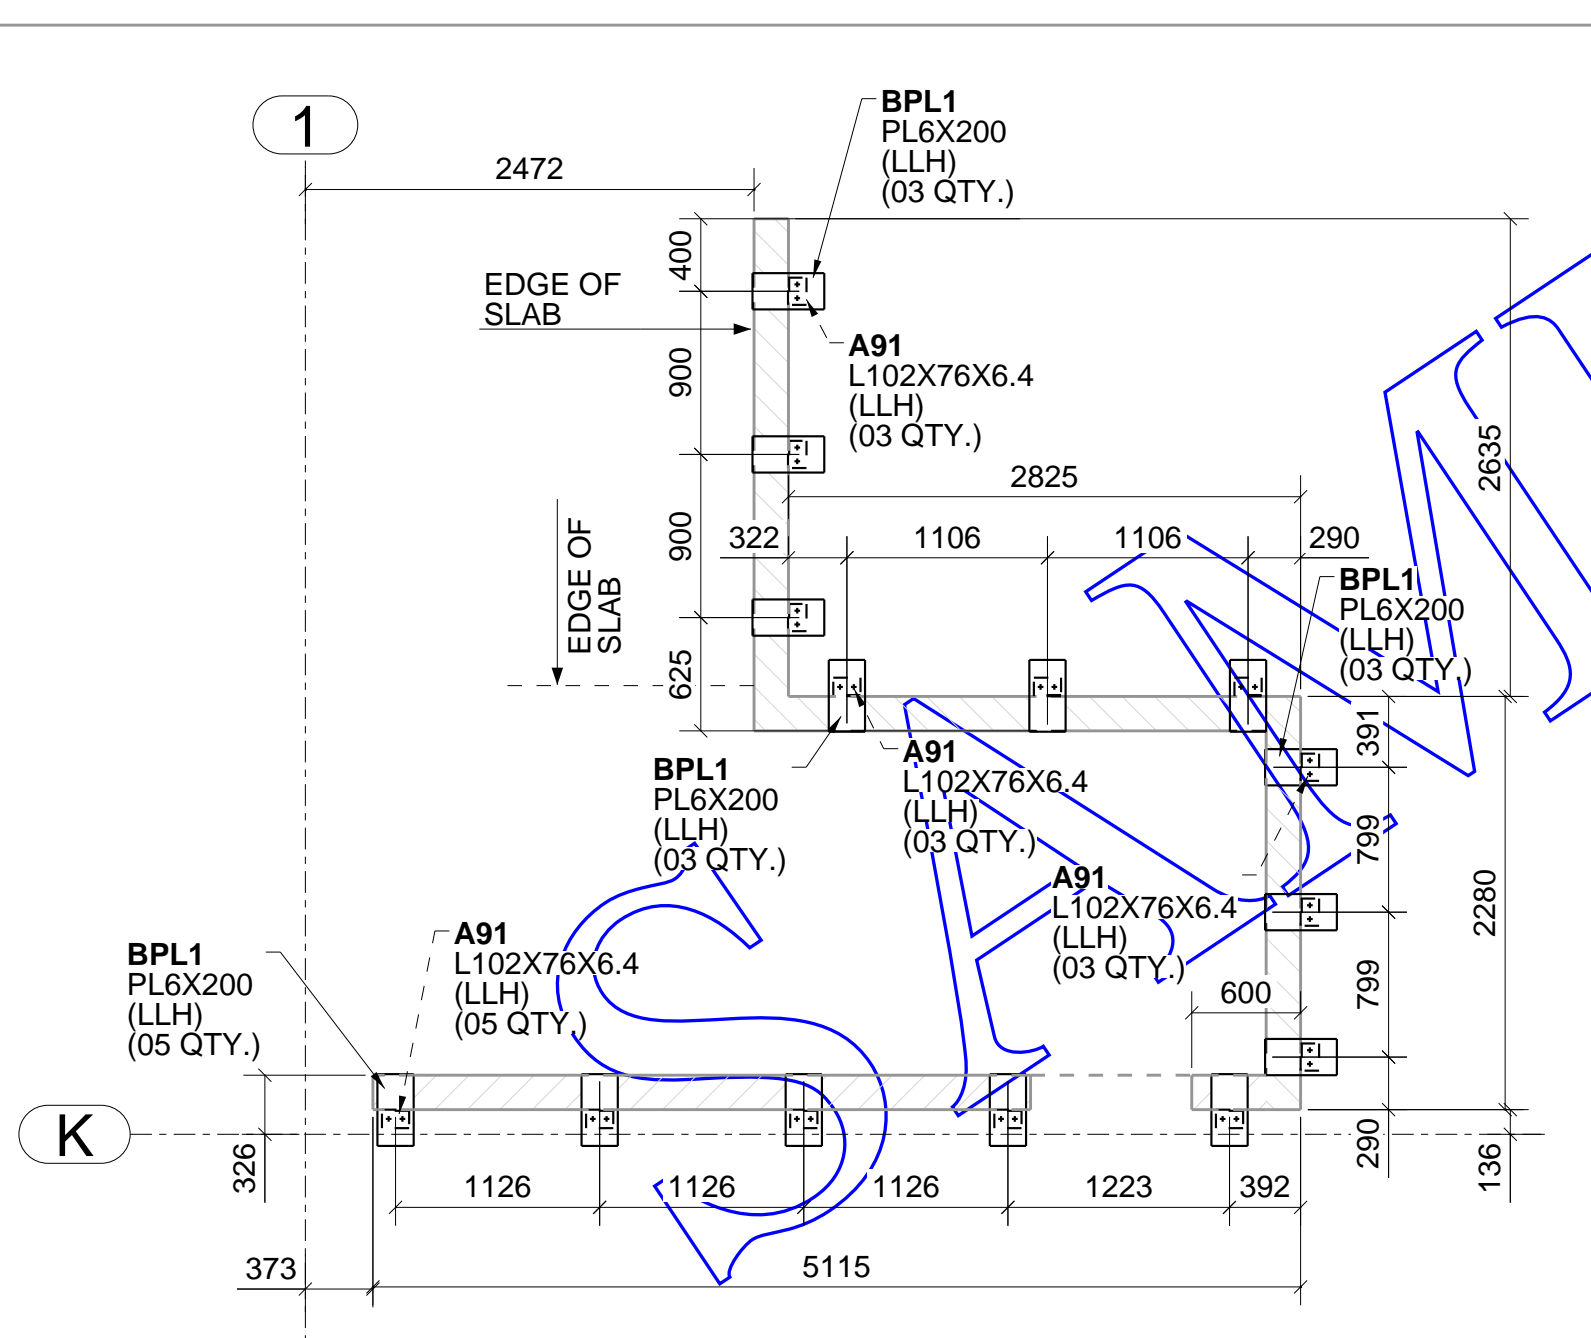 1
2472
BPL1
PL6X200
(LLH)
(03 QTY.)
400
EDGE OF
SLAB
900
A91
L102X76X6.4
(LLH)
(03 QTY.)
2635
2825
900
322
1106
1106
290
EDGE OF
SLAB
BPL1
PL6X200
(LLH)
(03 QTY.)
625
391
A91
L102X76X6.4
(LLH)
(03 QTY.)
BPL1
PL6X200
(LLH)
(03 QTY.)
799
A91
L102X76X6.4
(LLH)
(03 QTY.)
2280
BPL1
PL6X200
(LLH)
(05 QTY.)
A91
L102X76X6.4
(LLH)
(05 QTY.)
799
600
K
326
290
136
1126
1126
1126
1223
392
373
5115
SAM